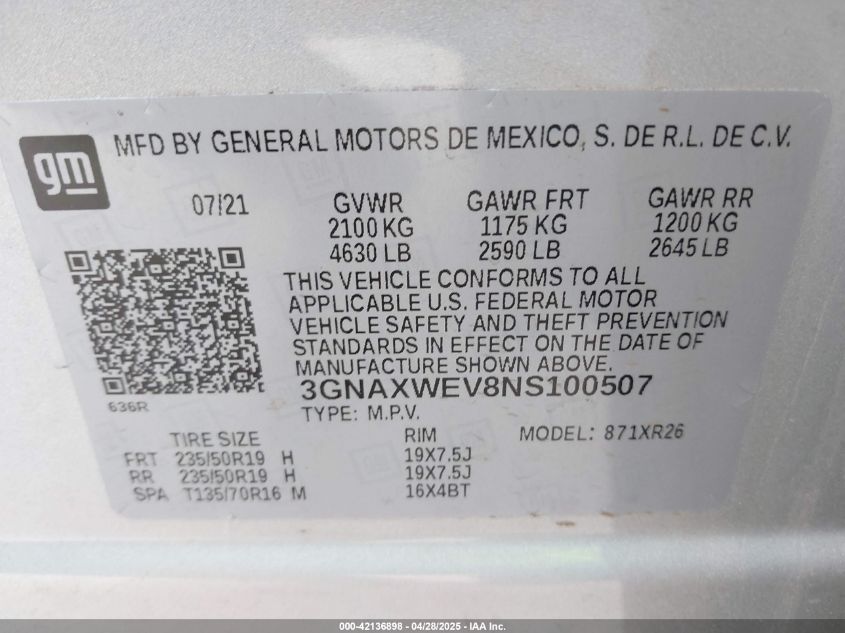 gm
MFD BY GENERAL MOTORS DE MEXICO, S. DE R.L. DE C.V.
07/21
GVWR GAWR FRT GAWR RR
2100 KG 1175 KG 1200 KG
4630 LB 2590 LB 2645 LB
THIS VEHICLE CONFORMS TO ALL
APPLICABLE U.S. FEDERAL MOTOR
VEHICLE SAFETY AND THEFT PREVENTION
STANDARDS IN EFFECT ON THE DATE OF
MANUFACTURE SHOWN ABOVE.
3GNAXWEV8NS100507
636R
TYPE: M.P.V.
TIRE SIZE RIM MODEL: 871XR26
FRT 235/50R19 H 19X7.5J
RR 235/50R19 H 19X7.5J
SPA T135/70R16 M 16X4BT
000-42136898 - 04/28/2025 - IAA Inc.